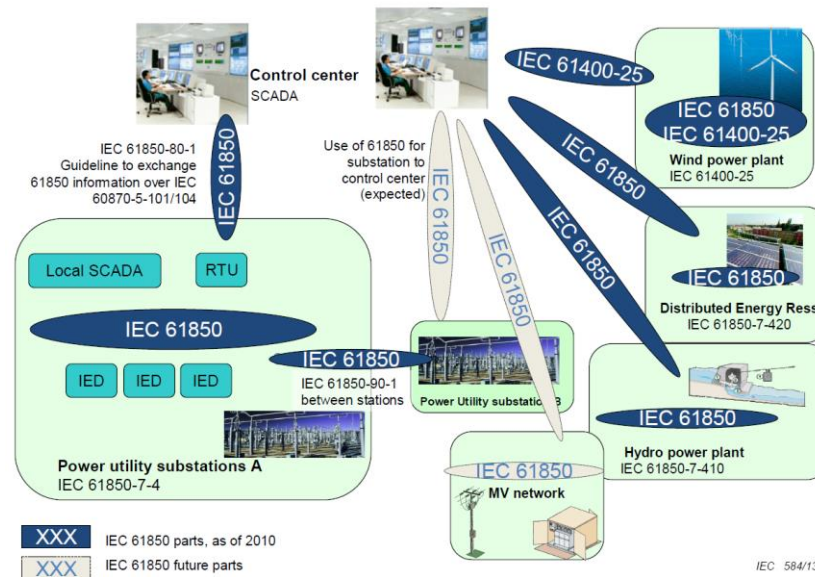 Control center
SCADA
IEC 61850-80-1
Guideline to exchange
61850 information over IEC
60870-5-101/104
IEC 61850
Use of 61850 for
substation to
control center
(expected)
IEC 61850
IEC 61850
IEC 61400-25
IEC 61850
IEC 61850
IEC 61850
IEC 61400-25
Wind power plant
IEC 61400-25
Local SCADA
RTU
IEC 61850
IED
IED
IED
Power utility substations A
IEC 61850-7-4
IEC 61850
IEC 61850-90-1
between stations
Power Utility substation B
IEC 61850
Distributed Energy Ress
IEC 61850-7-420
IEC 61850
Hydro power plant
IEC 61850-7-410
IEC 61850
MV network
XXX
IEC 61850 parts, as of 2010
XXX
IEC 61850 future parts
IEC 584/13